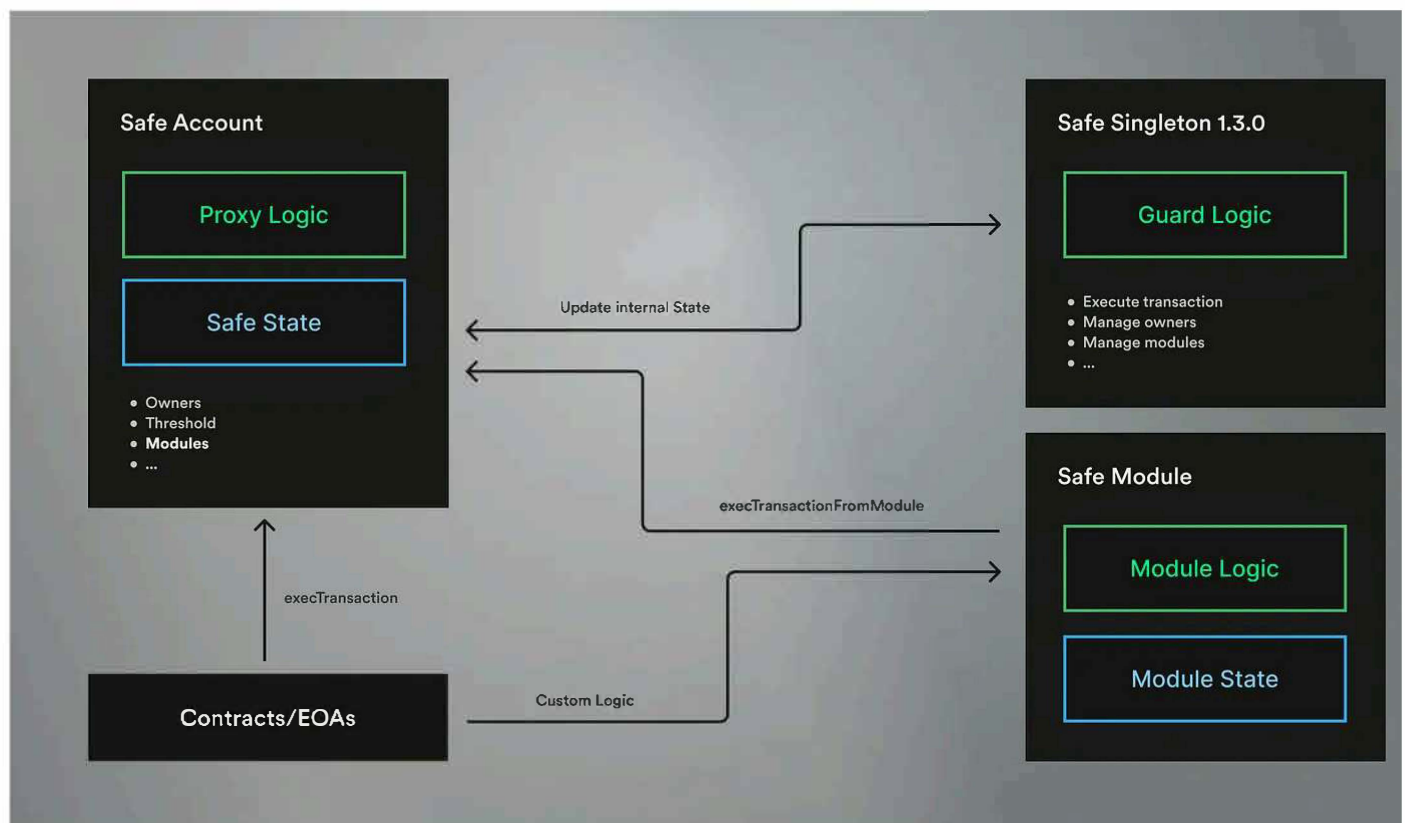 Safe Account
Proxy Logic
Safe State
• Owners
• Threshold
• Modules
• ...
Safe Singleton 1.3.0
Guard Logic
• Execute transaction
• Manage owners
• Manage modules
• ...
Update internal State
execTransactionFromModule
Safe Module
Module Logic
Module State
execTransaction
Custom Logic
Contracts/EOAs